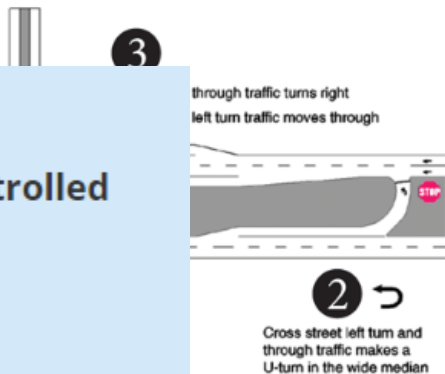 3
through traffic turns right
left turn traffic moves through
trolled
STOP
2
Cross street left turn and
through traffic makes a
U-turn in the wide median